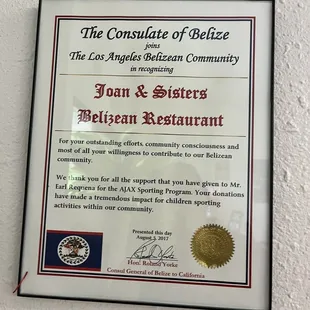 The Consulate of Belize
joins
The Los Angeles Belizean Community
in recognizing
Joan & Sisters
Belizean Restaurant
For your outstanding efforts, community consciousness and
most of all your willingness to contribute to our Belizean
community.
We thank you for all the support that you have given to Mr.
Earl Requena for the AJAX Sporting Program. Your donations
have made a tremendous impact for children sporting
activities within our community.
Presented this day
August 5, 2017
Hon. Roland Yorke
Consul General of Belize to California